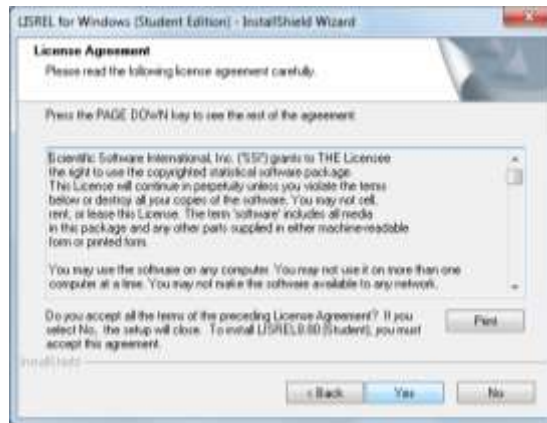 LISREL for Windows (Student Edition) - InstallShield Wizard
License Agreement
Please read the following license agreement carefully.
Press the PAGE DOWN key to see the rest of the agreement.
Scientific Software International, Inc. ("SSI") grants to THE Licensee
the right to use the copyrighted statistical software package.
This License will continue in perpetuity unless you violate the terms
below or destroy all your copies of the software. You may not sell,
rent, or lease this License. The term 'software' includes all media
in this package and any other parts supplied in either machine-readable
form or printed form.
You may use the software on any computer. You may not use it on more than one
computer at a time. You may not make the software available to any network.
Do you accept all the terms of the preceding License Agreement? If you
select No, the setup will close. To install LISREL8.80 (Student), you must
accept this agreement.
Print
InstallShield
< Back
Yes
No